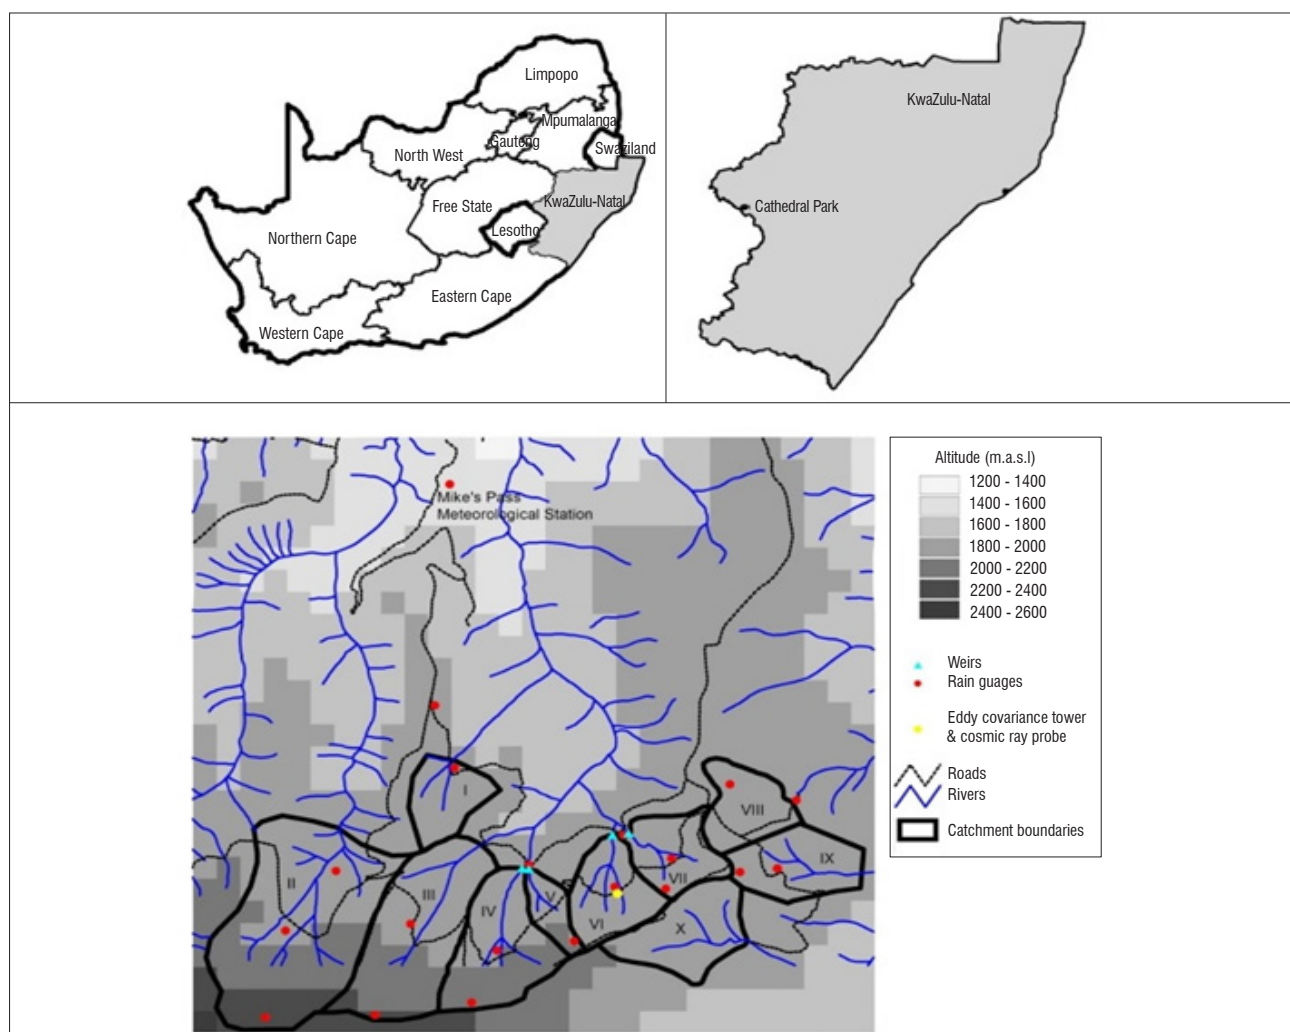 Limpopo
Mpumalanga
Gauteng
North West
Swaziland
Free State
KwaZulu-Natal
Lesotho
Northern Cape
Eastern Cape
Western Cape
KwaZulu-Natal
Cathedral Park
Mike's Pass
Meteorological Station
I
II
III
IV
V
VI
VII
VIII
IX
X
Altitude (m.a.s.l)
1200 - 1400
1400 - 1600
1600 - 1800
1800 - 2000
2000 - 2200
2200 - 2400
2400 - 2600
Weirs
Rain guages
Eddy covariance tower
& cosmic ray probe
Roads
Rivers
Catchment boundaries